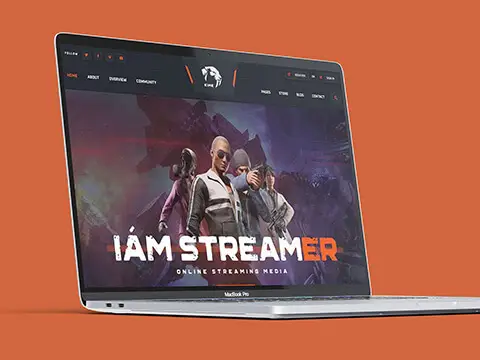 FOLLOW
HOME ABOUT OVERVIEW COMMUNITY
PAGES STORE BLOG CONTACT
IÁM STREAMER
ONLINE STREAMING MEDIA
MacBook Pro